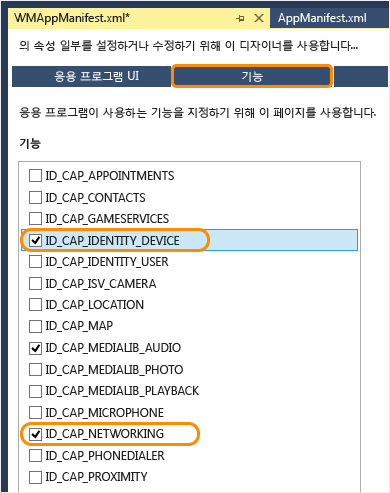 WMAppManifest.xml*
AppManifest.xml
의 속성 일부를 설정하거나 수정하기 위해 이 디자이너를 사용합니다...
응용 프로그램 UI
기능
응용 프로그램이 사용하는 기능을 지정하기 위해 이 페이지를 사용합니다.
기능
ID_CAP_APPOINTMENTS
ID_CAP_CONTACTS
ID_CAP_GAMESERVICES
ID_CAP_IDENTITY_DEVICE
ID_CAP_IDENTITY_USER
ID_CAP_ISV_CAMERA
ID_CAP_LOCATION
ID_CAP_MAP
ID_CAP_MEDIALIB_AUDIO
ID_CAP_MEDIALIB_PHOTO
ID_CAP_MEDIALIB_PLAYBACK
ID_CAP_MICROPHONE
ID_CAP_NETWORKING
ID_CAP_PHONEDIALER
ID_CAP_PROXIMITY